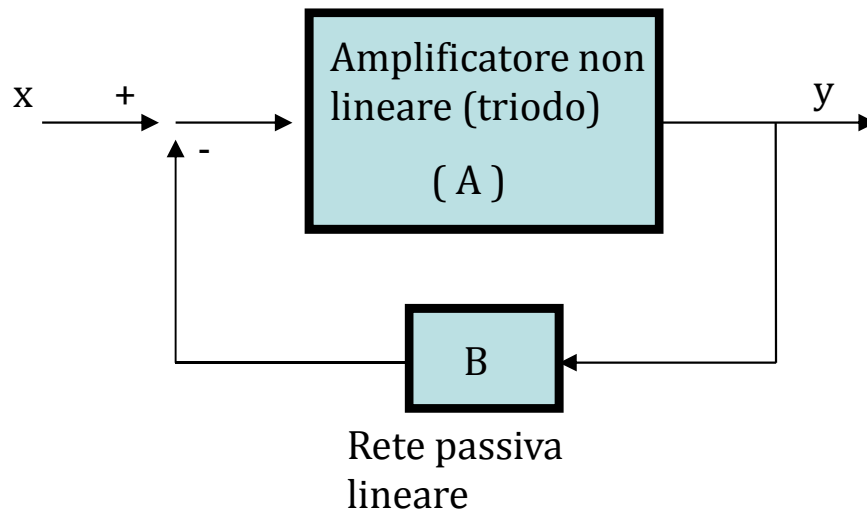 Amplificatore non
lineare (triodo)
( A )
x
+
-
y
B
Rete passiva
lineare